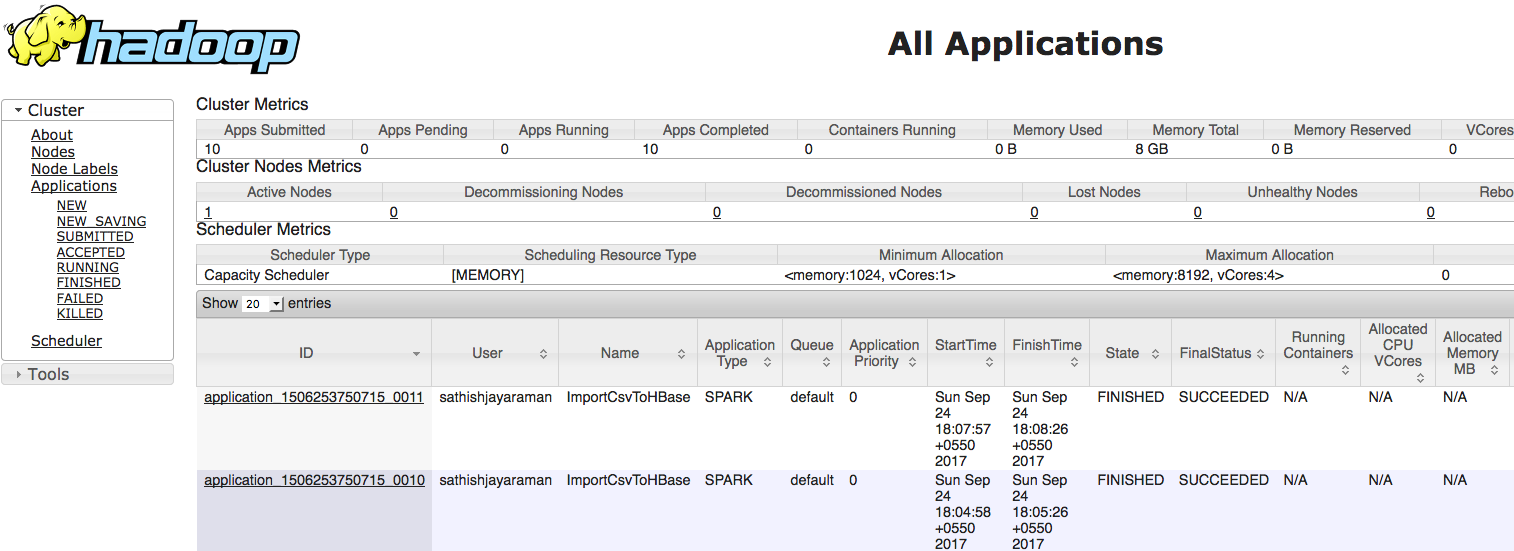 hadoop
All Applications
Cluster
About
Nodes
Node Labels
Applications
NEW
NEW_SAVING
SUBMITTED
ACCEPTED
RUNNING
FINISHED
FAILED
KILLED
Scheduler
Tools
Cluster Metrics
Apps Submitted Apps Pending Apps Running Apps Completed Containers Running Memory Used Memory Total Memory Reserved VCores
10 0 0 10 0 0 B 8 GB 0 B 0
Cluster Nodes Metrics
Active Nodes Decommissioning Nodes Decommissioned Nodes Lost Nodes Unhealthy Nodes Rebo
1 0 0 0 0 0
Scheduler Metrics
Scheduler Type Scheduling Resource Type Minimum Allocation Maximum Allocation
Capacity Scheduler [MEMORY] <memory:1024, vCores:1> <memory:8192, vCores:4> 0
Show 20 entries
ID User Name Application Type Queue Application Priority StartTime FinishTime State FinalStatus Running Containers Allocated CPU VCores Allocated Memory MB
application_1506253750715_0011 sathishjayaraman ImportCsvToHBase SPARK default 0 Sun Sep Sun Sep FINISHED SUCCEEDED N/A N/A N/A
24 24
18:07:57 18:08:26
+0550 +0550
2017 2017
application_1506253750715_0010 sathishjayaraman ImportCsvToHBase SPARK default 0 Sun Sep Sun Sep FINISHED SUCCEEDED N/A N/A N/A
24 24
18:04:58 18:05:26
+0550 +0550
2017 2017